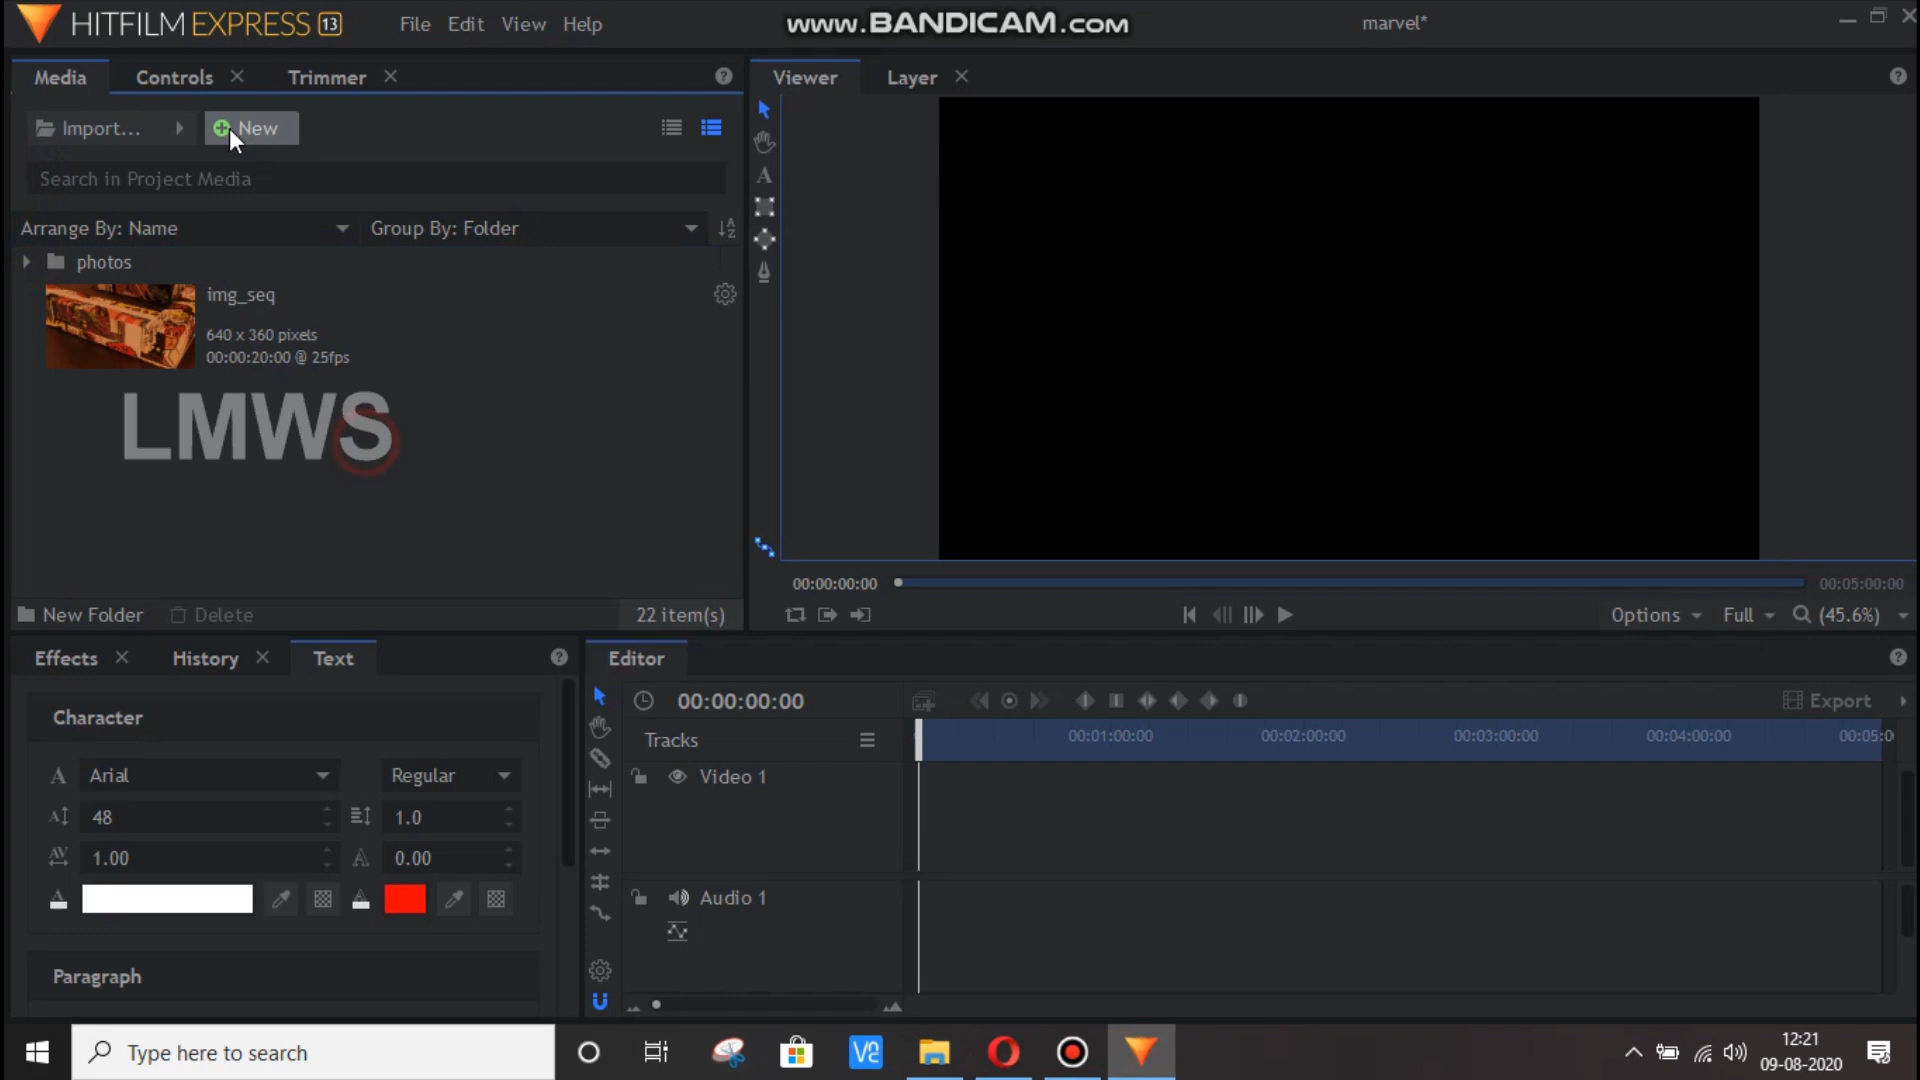 HITFILM EXPRESS 13
File Edit View Help
www.BANDICAM.com
marvel*
Media Controls Trimmer
Viewer Layer
Import... New
Search in Project Media
Arrange By: Name Group By: Folder
photos
img_seq
640 x 360 pixels
00:00:20:00 @ 25fps
LMWS
00:00:00:00 00:05:00:00
New Folder Delete 22 item(s)
Options Full (45.6%)
Effects History Text
Editor
Character
00:00:00:00
Export
Tracks
00:01:00:00 00:02:00:00 00:03:00:00 00:04:00:00 00:05:0
Arial Regular
Video 1
48 1.0
1.00 0.00
Audio 1
Paragraph
Type here to search
12:21
09-08-2020